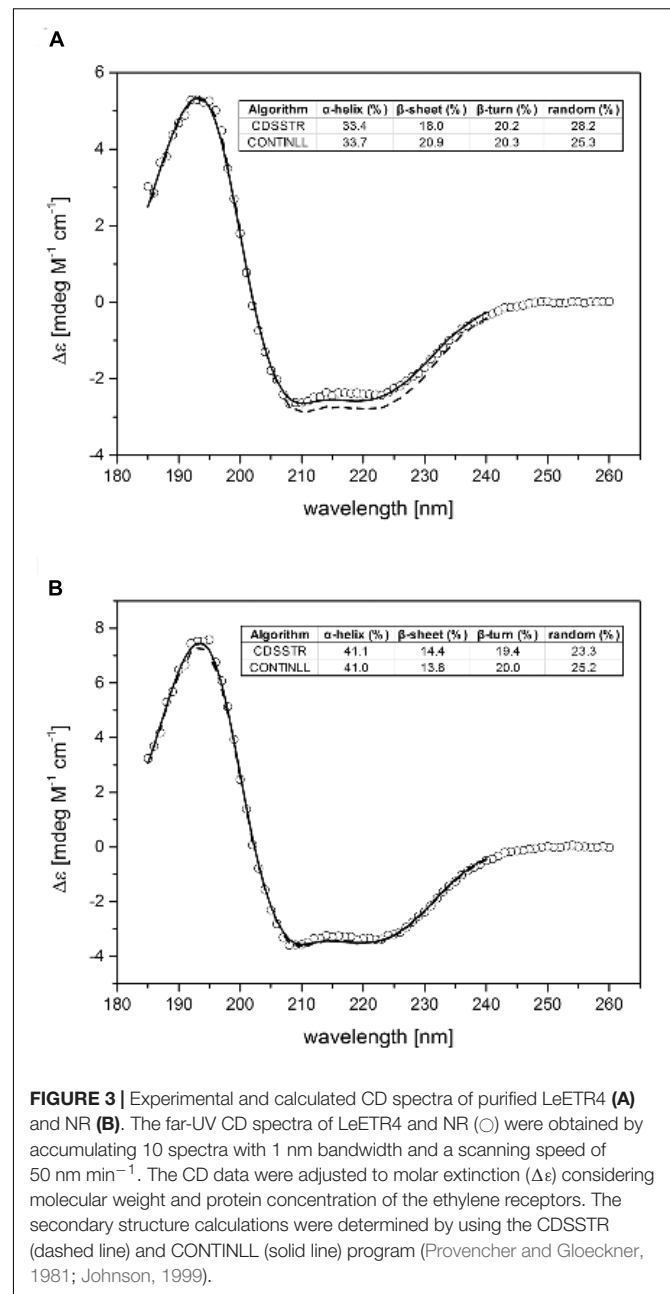 A
6
4
2
0
-2
-4
Δε [mdeg M⁻¹ cm⁻¹]
Algorithm α-helix (%) β-sheet (%) β-turn (%) random (%)
CDSSTR 33.4 18.0 20.2 28.2
CONTINLL 33.7 20.9 20.3 25.3
180 190 200 210 220 230 240 250 260
wavelength [nm]
B
8
6
4
2
0
-2
-4
Δε [mdeg M⁻¹ cm⁻¹]
Algorithm α-helix (%) β-sheet (%) β-turn (%) random (%)
CDSSTR 41.1 14.4 19.4 23.3
CONTINLL 41.0 13.8 20.0 25.2
180 190 200 210 220 230 240 250 260
wavelength [nm]
FIGURE 3 | Experimental and calculated CD spectra of purified LeETR4 (A)
and NR (B). The far-UV CD spectra of LeETR4 and NR (○) were obtained by
accumulating 10 spectra with 1 nm bandwidth and a scanning speed of
50 nm min⁻¹. The CD data were adjusted to molar extinction (Δε) considering
molecular weight and protein concentration of the ethylene receptors. The
secondary structure calculations were determined by using the CDSSTR
(dashed line) and CONTINLL (solid line) program (Provencher and Gloeckner,
1981; Johnson, 1999).